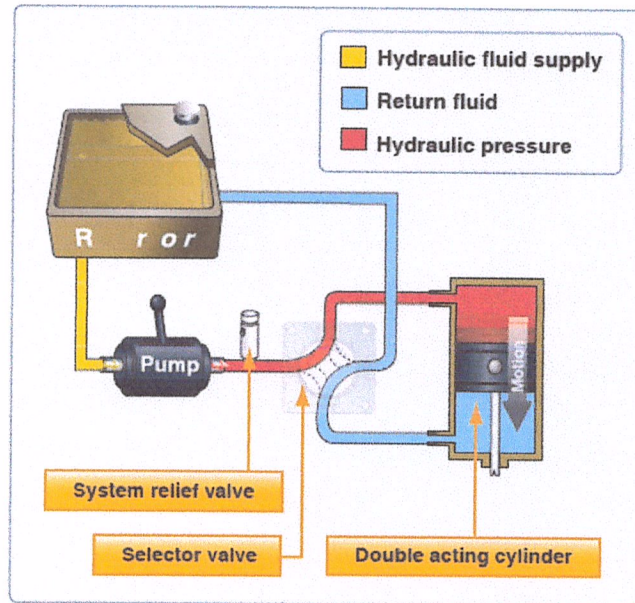 Hydraulic fluid supply
Return fluid
Hydraulic pressure
Pump
Motion
System relief valve
Selector valve
Double acting cylinder